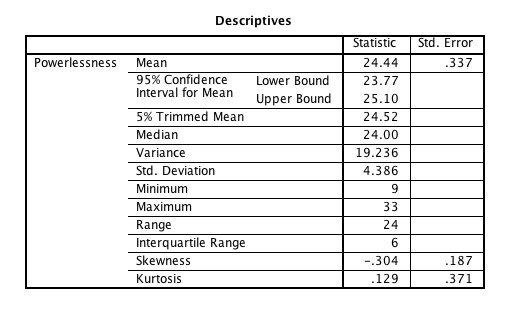 Descriptives
Statistic Std. Error
Powerlessness Mean 24.44 .337
95% Confidence Interval for Mean Lower Bound 23.77
Upper Bound 25.10
5% Trimmed Mean 24.52
Median 24.00
Variance 19.236
Std. Deviation 4.386
Minimum 9
Maximum 33
Range 24
Interquartile Range 6
Skewness -.304 .187
Kurtosis .129 .371